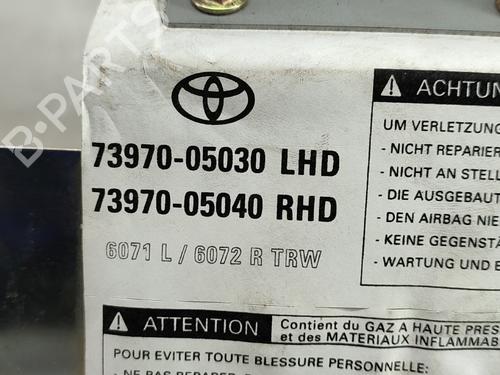 B-PARTS
73970-05030 LHD
73970-05040 RHD
6071 L / 6072 R TRW
ACHTUN
UM VERLETZUNG
- NICHT REPARIER
- NICHT AN STELL
- DIE AUSGEBAUT
- DEN AIRBAG NIE
- KEINE GEGENSTÄ
- WARTUNG UND E
ATTENTION
Contient du GAZ A HAUTE PRES
et des MATERIAUX INFLAMMAB
POUR EVITER TOUTE BLESSURE PERSONNELLE: